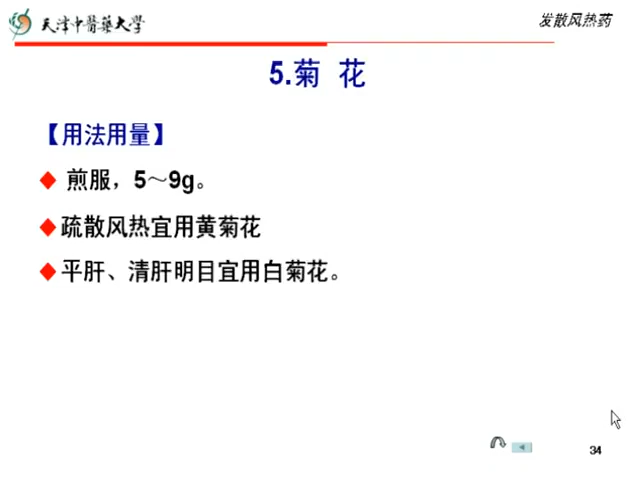 天津中医药大学
发散风热药
5.菊 花
【用法用量】
煎服，5～9g。
疏散风热宜用黄菊花
平肝、清肝明目宜用白菊花。
34